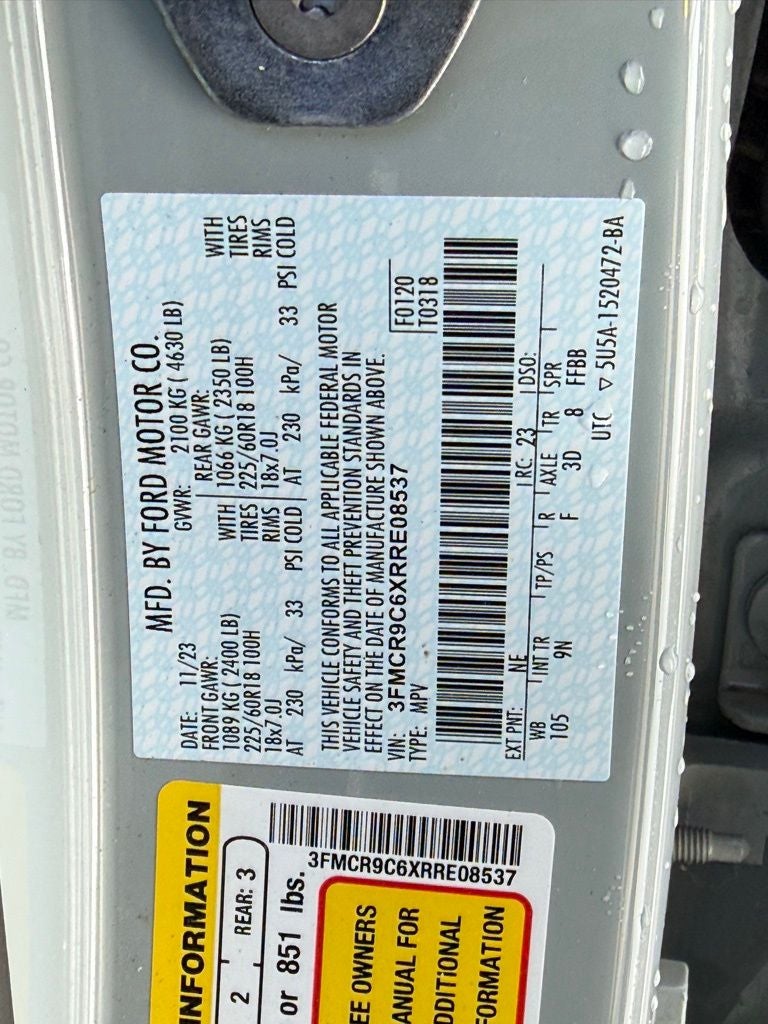 MFD. BY FORD MOTOR CO.
DATE: 11/23 GVWR: 2100 KG ( 4630 LB)
FRONT GAWR: REAR GAWR:
1089 KG ( 2400 LB) WITH 1066 KG ( 2350 LB) WITH
225/60R18 100H TIRES 225/60R18 100H TIRES
18x7.0J RIMS 18x7.0J RIMS
AT 230 kPa/ 33 PSI COLD AT 230 kPa/ 33 PSI COLD
THIS VEHICLE CONFORMS TO ALL APPLICABLE FEDERAL MOTOR
VEHICLE SAFETY AND THEFT PREVENTION STANDARDS IN
EFFECT ON THE DATE OF MANUFACTURE SHOWN ABOVE.
VIN: 3FMCR9C6XRRE08537 F0120
TYPE: MPV T0318
EXT PNT: NE RC: 23 DSO:
WB INT TR TP/PS R AXLE TR SPR
105 9N F 3D 8 FFBB
UTC ▽ 5U5A-1520472-BA
INFORMATION
2 REAR: 3
or 851 lbs.
3FMCR9C6XRRE08537
EE OWNERS
ANUAL FOR
DDITIONAL
FORMATION